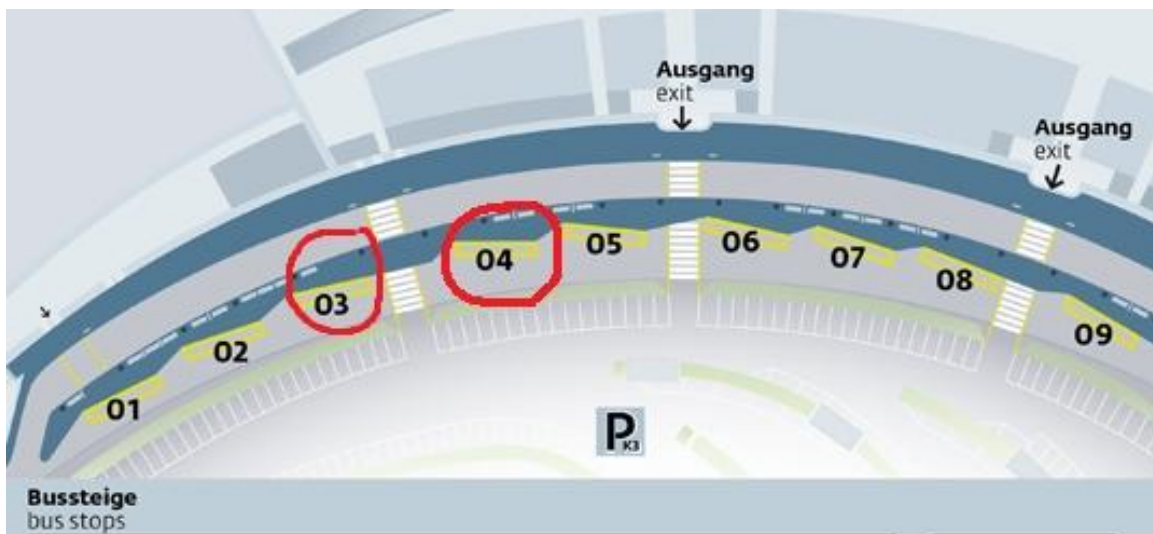 Ausgang
exit
Ausgang
exit
01
02
03
04
05
06
07
08
09
P
K3
Bussteige
bus stops